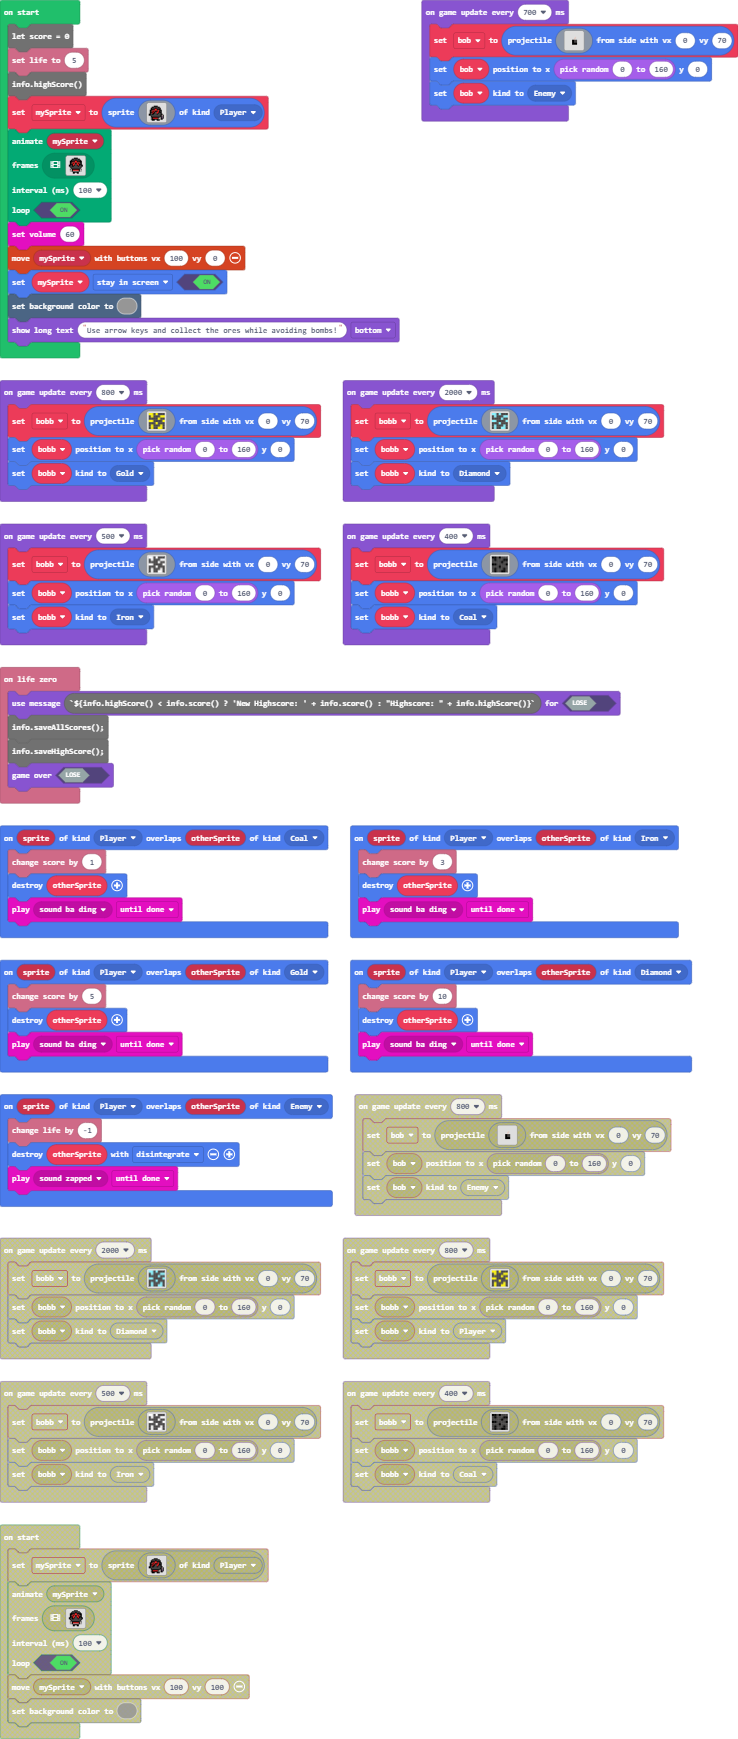 on start
let score = 0
set life to 5
info.highScore()
set mySprite to sprite of kind Player
animate mySprite
frames
interval (ms) 100
loop ON
set volume 60
move mySprite with buttons vx 100 vy 0
set mySprite stay in screen ON
set background color to
show long text "Use arrow keys and collect the ores while avoiding bombs!" bottom
on game update every 700 ms
set bob to projectile from side with vx 0 vy 70
set bob position to x pick random 0 to 160 y 0
set bob kind to Enemy
on game update every 800 ms
set bobb to projectile from side with vx 0 vy 70
set bobb position to x pick random 0 to 160 y 0
set bobb kind to Gold
on game update every 2000 ms
set bobb to projectile from side with vx 0 vy 70
set bobb position to x pick random 0 to 160 y 0
set bobb kind to Diamond
on game update every 500 ms
set bobb to projectile from side with vx 0 vy 70
set bobb position to x pick random 0 to 160 y 0
set bobb kind to Iron
on game update every 400 ms
set bobb to projectile from side with vx 0 vy 70
set bobb position to x pick random 0 to 160 y 0
set bobb kind to Coal
on life zero
use message `${info.highScore() < info.score() ? 'New Highscore: ' + info.score() : "Highscore: " + info.highScore()}` for LOSE
info.saveAllScores();
info.saveHighScore();
game over LOSE
on sprite of kind Player overlaps otherSprite of kind Coal
change score by 1
destroy otherSprite
play sound ba ding until done
on sprite of kind Player overlaps otherSprite of kind Iron
change score by 3
destroy otherSprite
play sound ba ding until done
on sprite of kind Player overlaps otherSprite of kind Gold
change score by 5
destroy otherSprite
play sound ba ding until done
on sprite of kind Player overlaps otherSprite of kind Diamond
change score by 10
destroy otherSprite
play sound ba ding until done
on sprite of kind Player overlaps otherSprite of kind Enemy
change life by -1
destroy otherSprite with disintegrate
play sound zapped until done
on game update every 800 ms
set bob to projectile from side with vx 0 vy 70
set bob position to x pick random 0 to 160 y 0
set bob kind to Enemy
on game update every 2000 ms
set bobb to projectile from side with vx 0 vy 70
set bobb position to x pick random 0 to 160 y 0
set bobb kind to Diamond
on game update every 800 ms
set bobb to projectile from side with vx 0 vy 70
set bobb position to x pick random 0 to 160 y 0
set bobb kind to Player
on game update every 500 ms
set bobb to projectile from side with vx 0 vy 70
set bobb position to x pick random 0 to 160 y 0
set bobb kind to Iron
on game update every 400 ms
set bobb to projectile from side with vx 0 vy 70
set bobb position to x pick random 0 to 160 y 0
set bobb kind to Coal
on start
set mySprite to sprite of kind Player
animate mySprite
frames
interval (ms) 100
loop ON
move mySprite with buttons vx 100 vy 100
set background color to